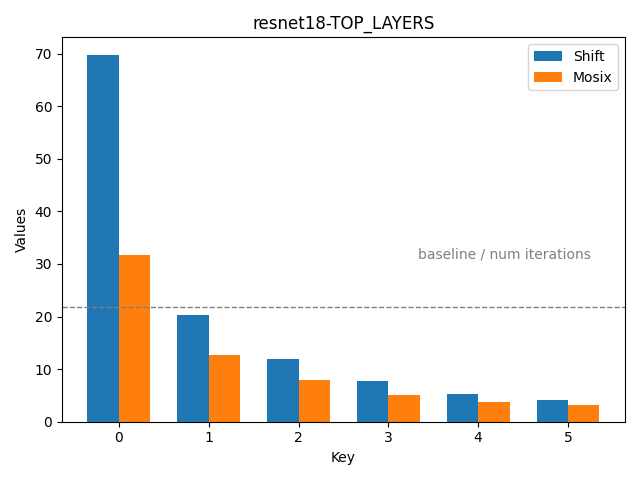 resnet18-TOP_LAYERS
Shift
Mosix
70
60
50
40
30
20
10
0
Values
baseline / num iterations
0 1 2 3 4 5
Key